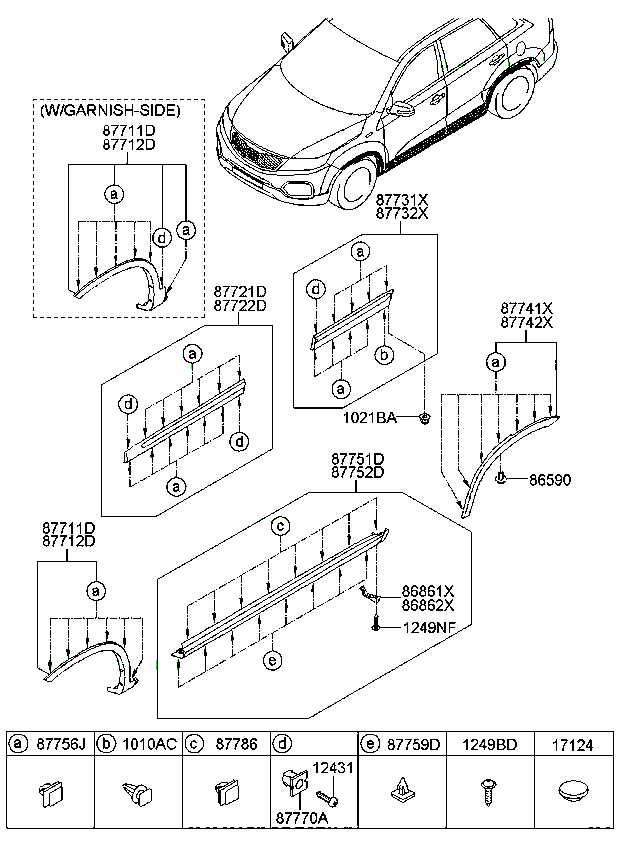 (W/GARNISH-SIDE)
87711D
87712D
a
d
a
87731X
87732X
a
d
a
b
1021BA
87721D
87722D
a
d
d
a
87741X
87742X
a
86590
87751D
87752D
c
e
86861X
86862X
1249NF
87711D
87712D
a
a 87756J
b 1010AC
c 87786
d
e 87759D
1249BD
17124
12431
87770A